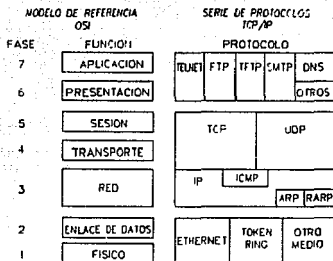 MODELO DE REFERENCIA
OSI
SERIE DE PROTOCOLOS
TCP/IP
FASE
FUNCION
PROTOCOLO
7
APLICACION
TELNET
FTP
TFTP
SMTP
DNS
6
PRESENTACION
OTROS
5
SESION
TCP
UDP
4
TRANSPORTE
3
RED
IP
ICMP
ARP
RARP
2
ENLACE DE DATOS
ETHERNET
TOKEN
RING
OTRO
MEDIO
1
FISICO